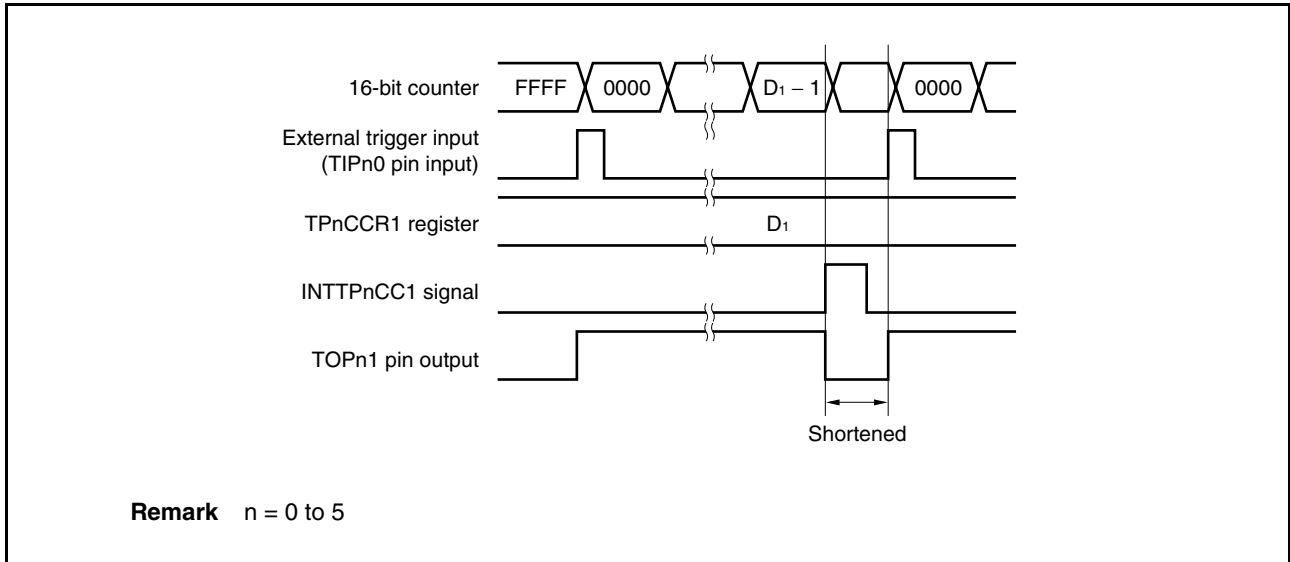 16-bit counter FFFF 0000 D₁ − 1 0000
External trigger input
(TIPn0 pin input)
TPnCCR1 register D₁
INTTPnCC1 signal
TOPn1 pin output
Shortened
Remark n = 0 to 5